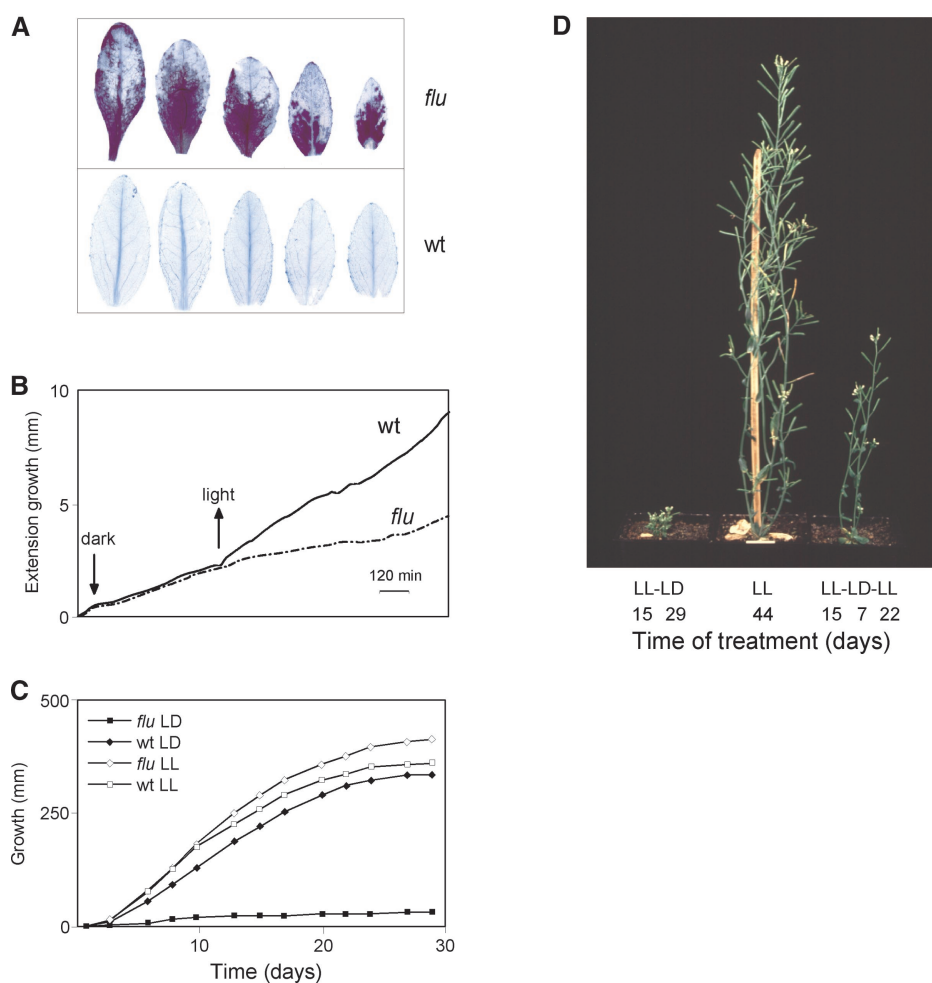 A
flu
wt
B
Extension growth (mm)
10
5
0
dark
light
wt
flu
120 min
C
Growth (mm)
500
250
0
flu LD
wt LD
flu LL
wt LL
10
20
30
Time (days)
D
LL-LD
LL
LL-LD-LL
15 29
44
15 7 22
Time of treatment (days)